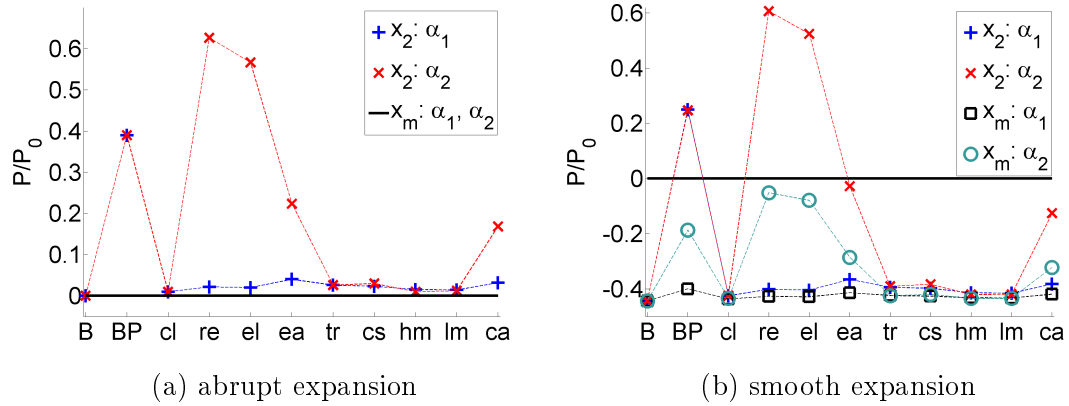 P/P₀
0.6
0.5
0.4
0.3
0.2
0.1
0
B BP cl re el ea tr cs hm lm ca
x₂: α₁
x₂: α₂
xₘ: α₁, α₂
(a) abrupt expansion
P/P₀
0.6
0.4
0.2
0
-0.2
-0.4
B BP cl re el ea tr cs hm lm ca
x₂: α₁
x₂: α₂
xₘ: α₁
xₘ: α₂
(b) smooth expansion